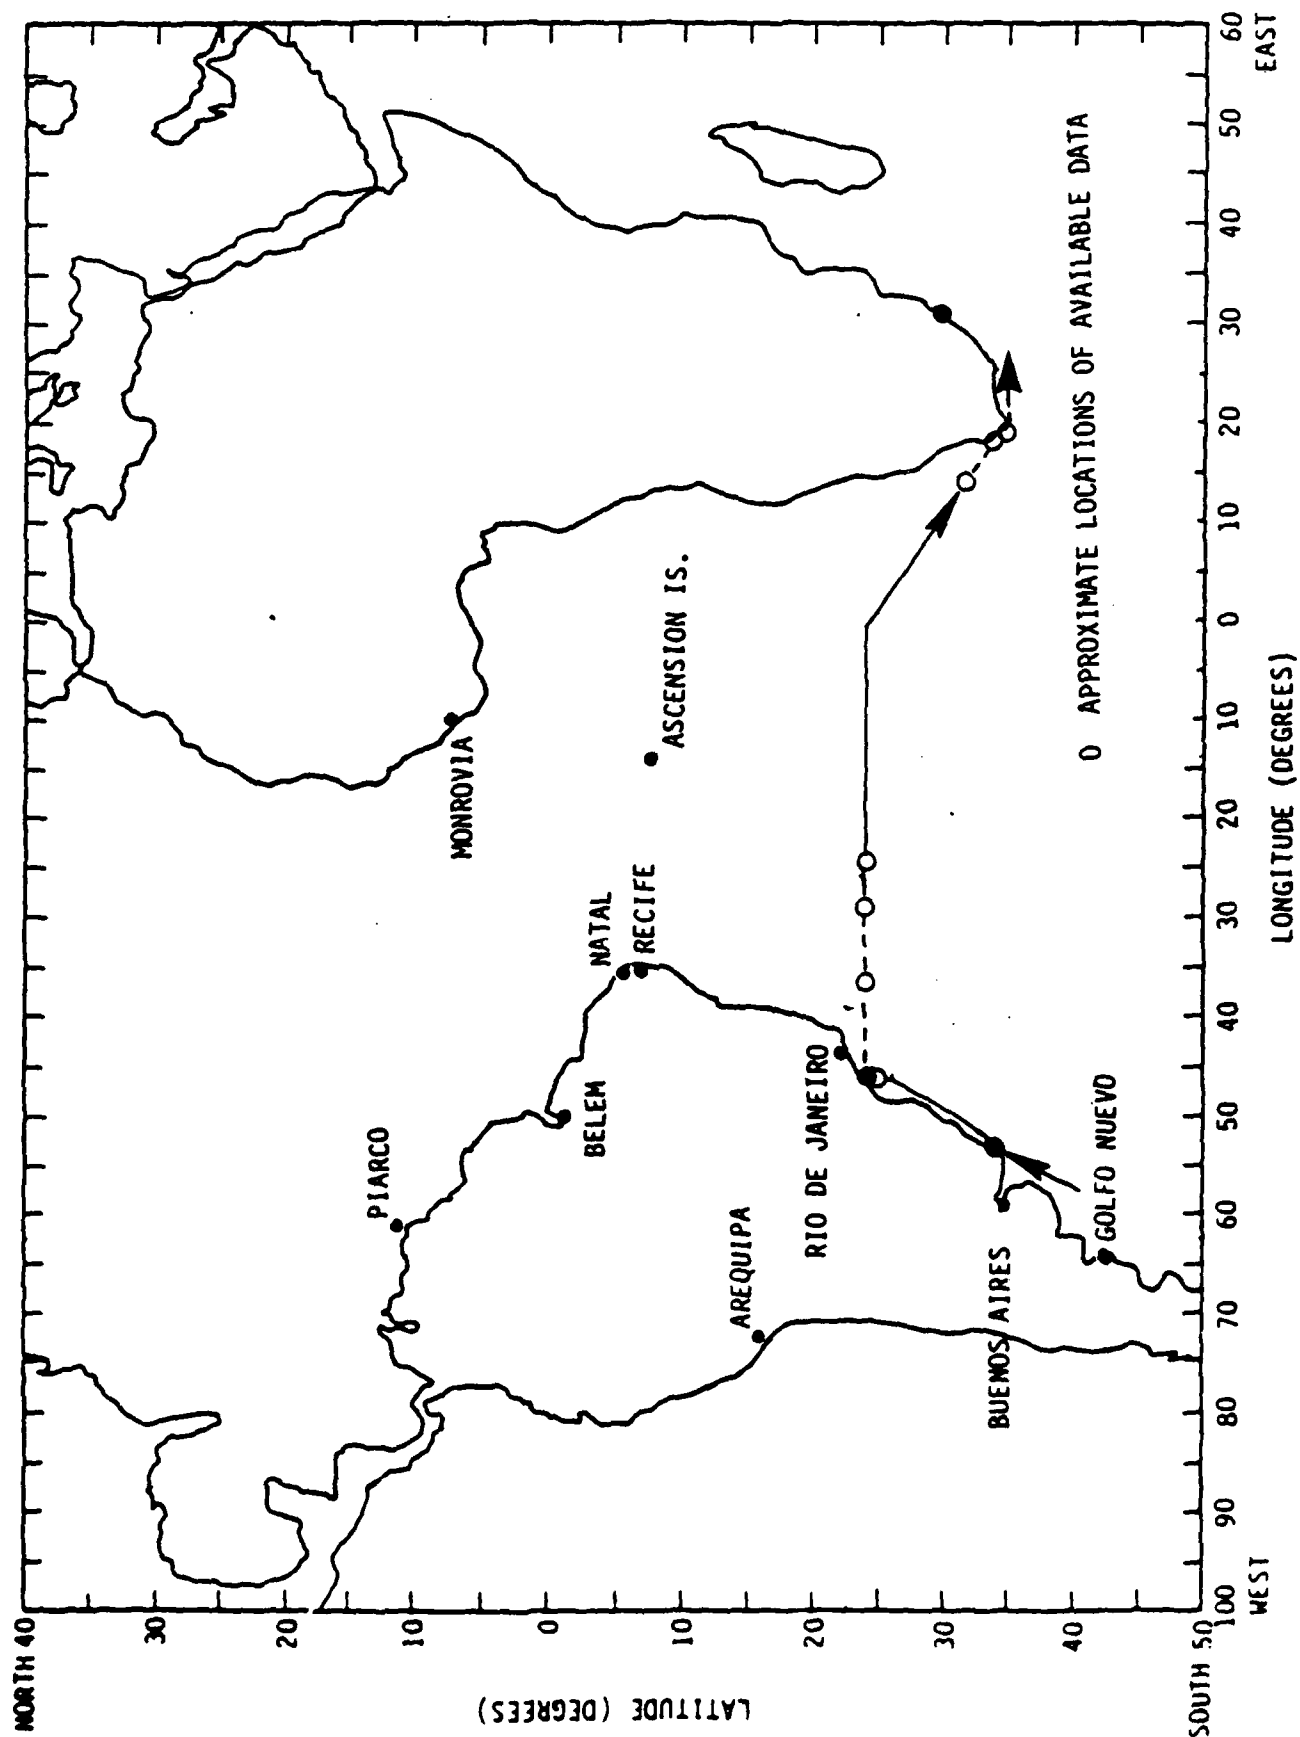 NORTH 40
30
20
10
0
10
20
30
40
SOUTH 50
LATITUDE (DEGREES)
PIARCO
BELEM
NATAL
RECIFE
MONROVIA
ASCENSION IS.
AREQUIPA
RIO DE JANEIRO
BUENOS AIRES
GOLFO NUEVO
O APPROXIMATE LOCATIONS OF AVAILABLE DATA
100
90
80
70
60
50
40
30
20
10
0
10
20
30
40
50
60
WEST
EAST
LONGITUDE (DEGREES)